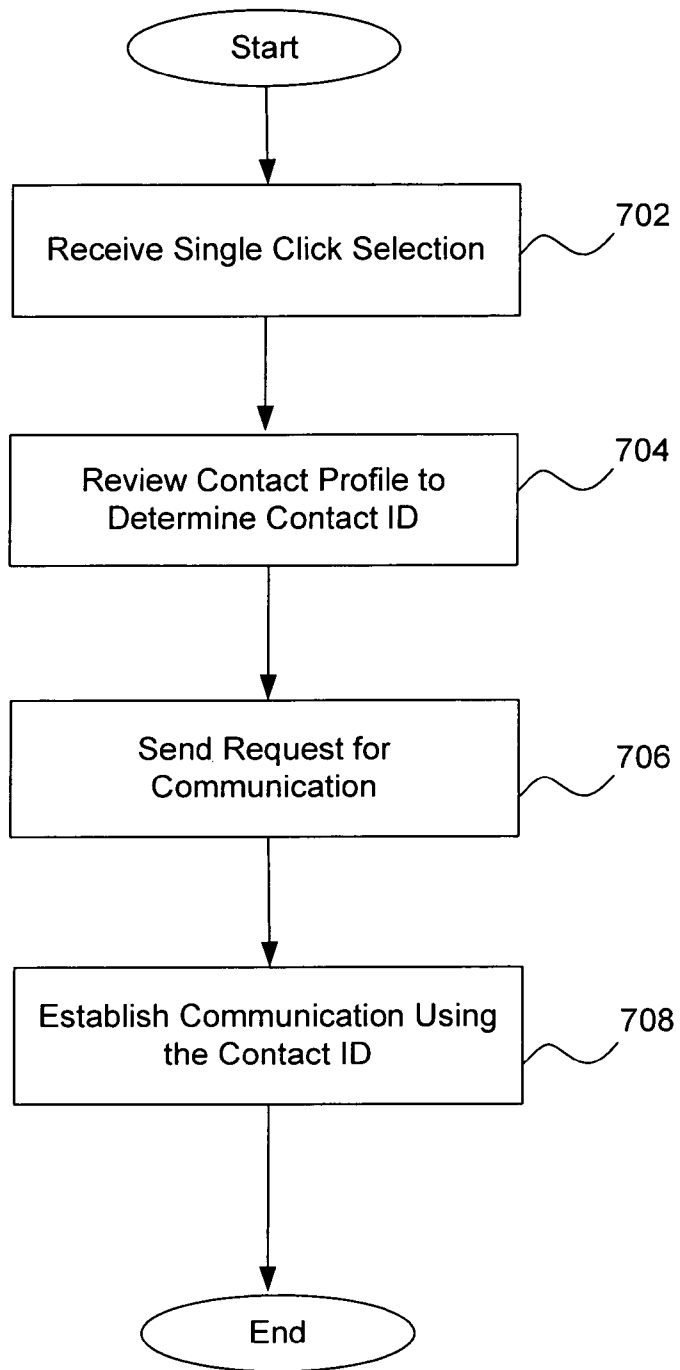 Start
Receive Single Click Selection
702
Review Contact Profile to
Determine Contact ID
704
Send Request for
Communication
706
Establish Communication Using
the Contact ID
708
End